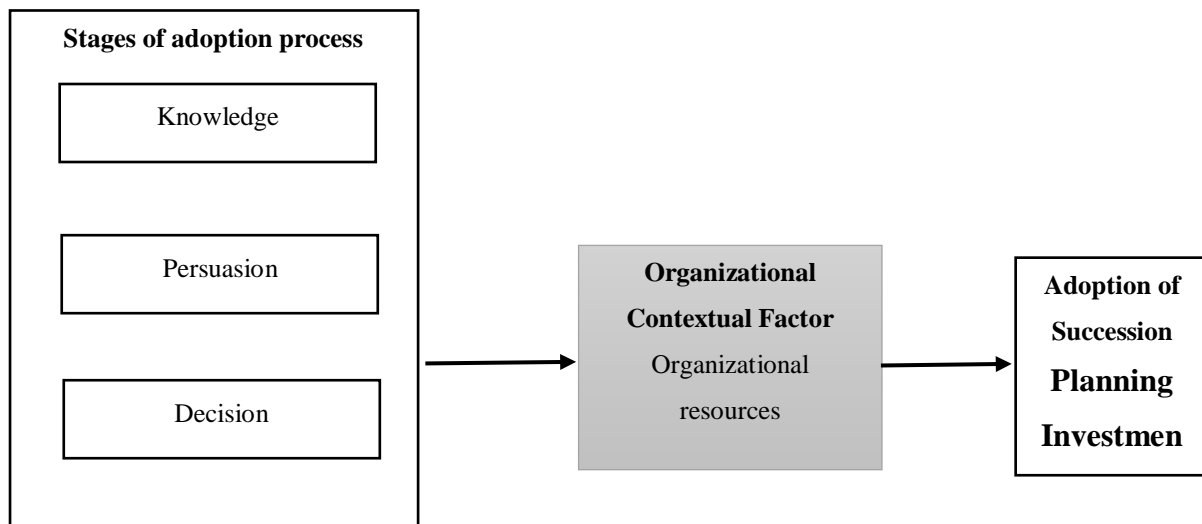 Stages of adoption process
Knowledge
Persuasion
Decision
Organizational
Contextual Factor
Organizational
resources
Adoption of
Succession
Planning
Investmen